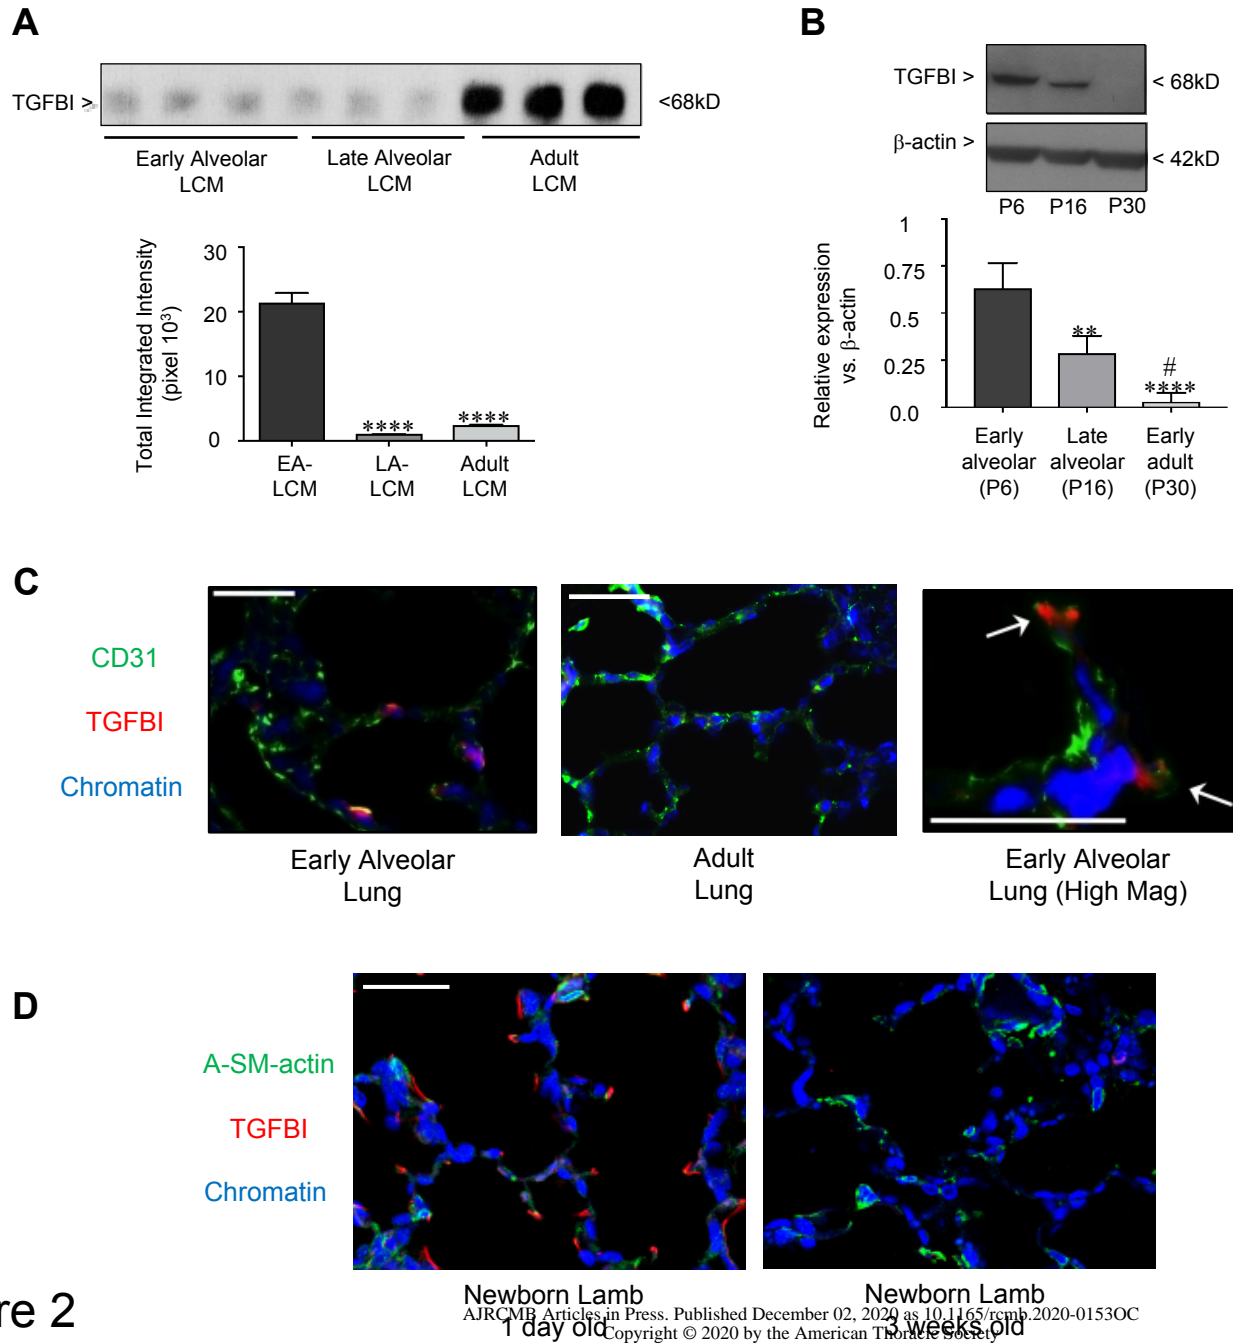 A
TGFBI >
<68kD
Early Alveolar
LCM
Late Alveolar
LCM
Adult
LCM
Total Integrated Intensity
(pixel 10³)
30
20
10
0
****
****
EA-
LCM
LA-
LCM
Adult
LCM
B
TGFBI >
< 68kD
β-actin >
< 42kD
P6 P16 P30
Relative expression
vs. β-actin
1
0.75
0.5
0.25
0.0
**
#
****
Early
alveolar
(P6)
Late
alveolar
(P16)
Early
adult
(P30)
C
CD31
TGFBI
Chromatin
Early Alveolar
Lung
Adult
Lung
Early Alveolar
Lung (High Mag)
D
A-SM-actin
TGFBI
Chromatin
Newborn Lamb
1 day old
Newborn Lamb
3 weeks old
re 2
AJRCMB Articles in Press. Published December 02, 2020 as 10.1165/rcmb.2020-0153OC
Copyright © 2020 by the American Thoracic Society